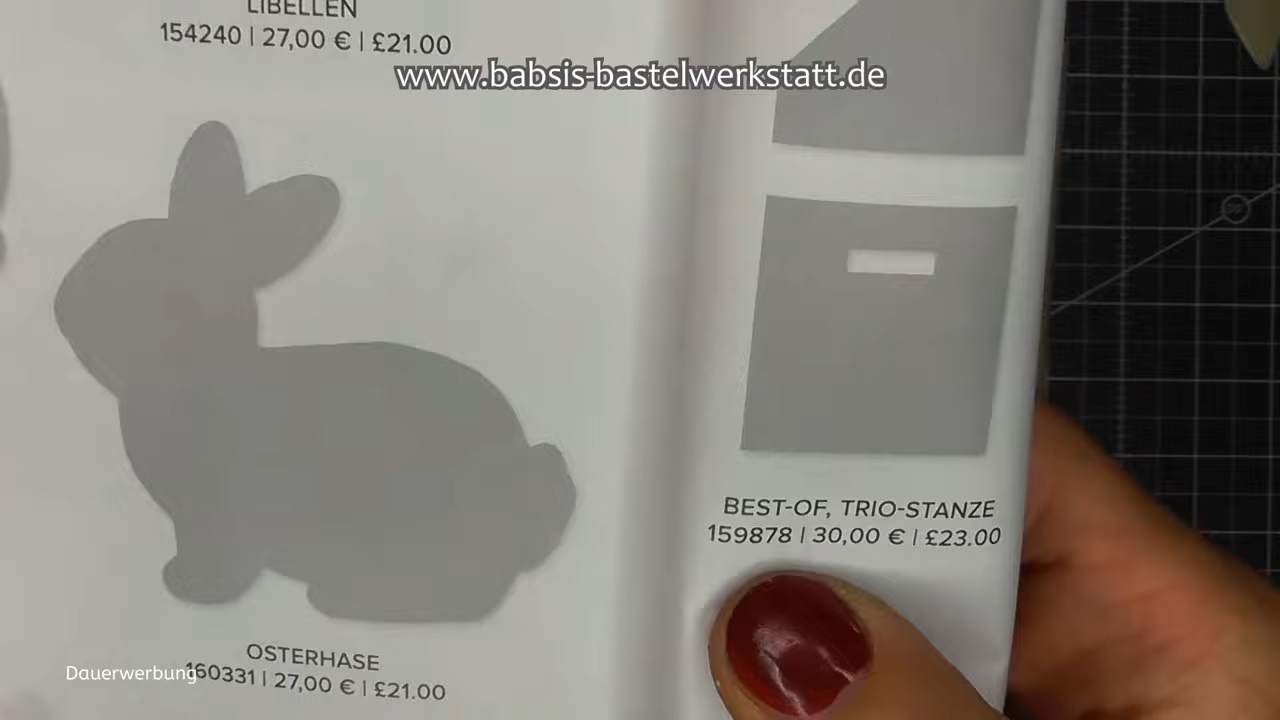 LIBELLEN
154240 | 27,00 € | £21.00
www.babsis-bastelwerkstatt.de
BEST-OF, TRIO-STANZE
159878 | 30,00 € | £23.00
OSTERHASE
160331 | 27,00 € | £21.00
Dauerwerbung